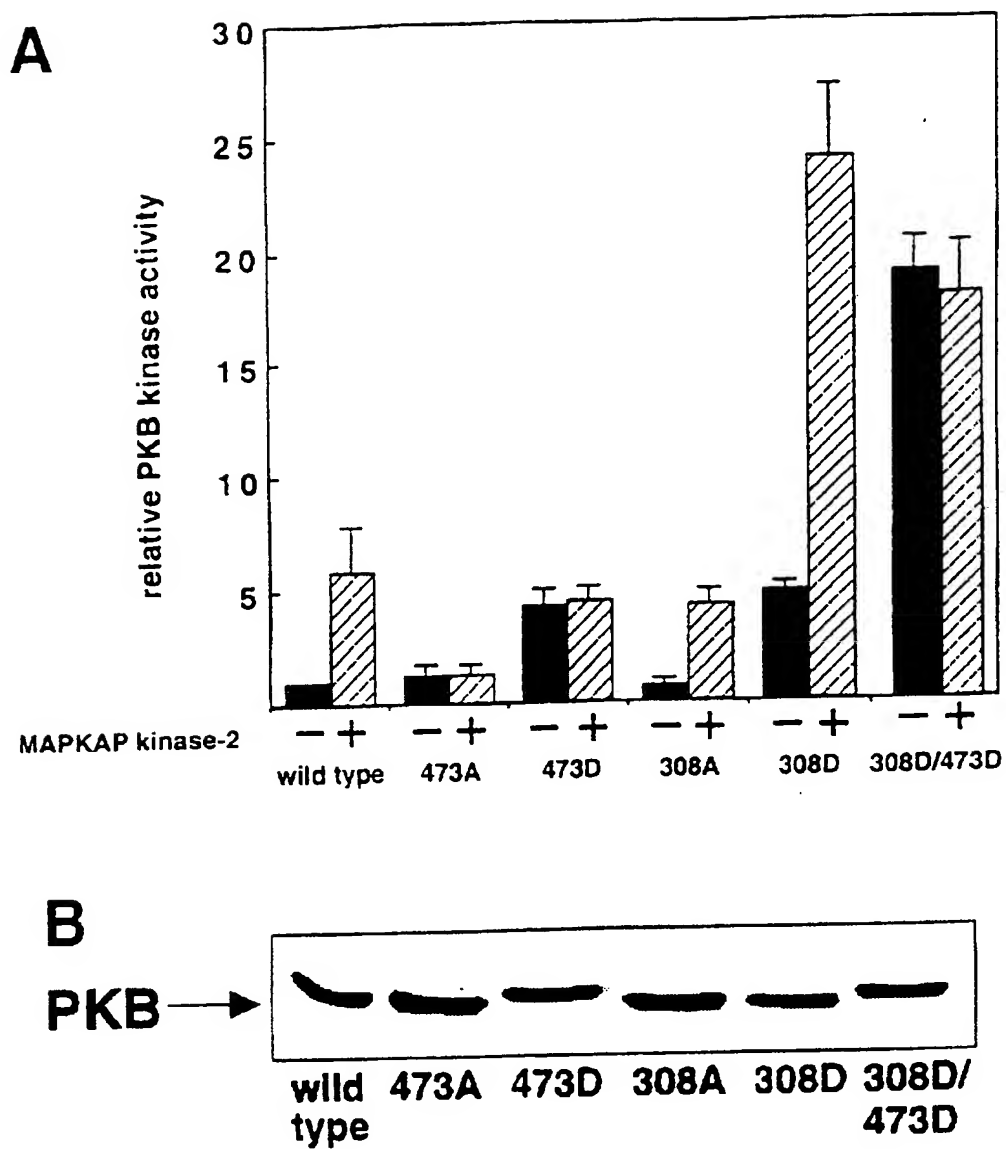 A
30
25
20
15
10
5
relative PKB kinase activity
MAPKAP kinase-2
− + − + − + − + − + − +
wild type 473A 473D 308A 308D 308D/473D
B
PKB
wild type 473A 473D 308A 308D 308D/473D